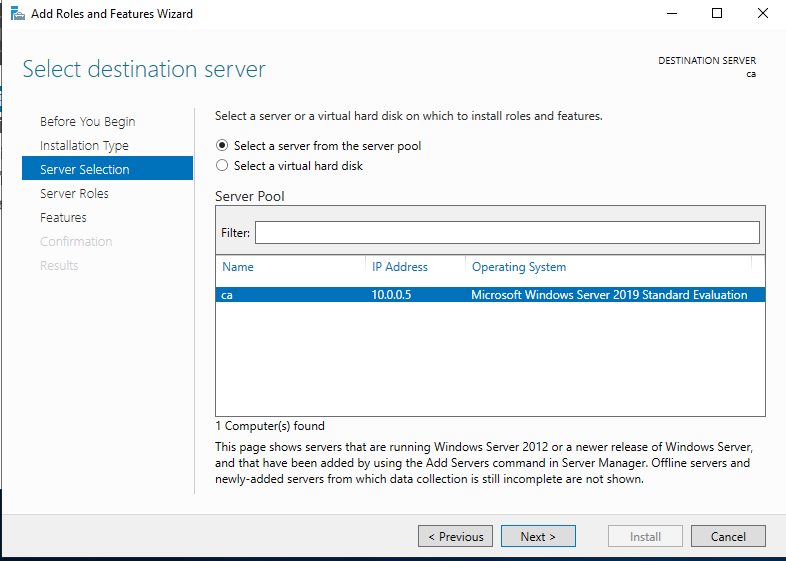 Add Roles and Features Wizard
Select destination server
DESTINATION SERVER
ca
Before You Begin
Installation Type
Server Selection
Server Roles
Features
Confirmation
Results
Select a server or a virtual hard disk on which to install roles and features.
Select a server from the server pool
Select a virtual hard disk
Server Pool
Filter:
Name IP Address Operating System
ca 10.0.0.5 Microsoft Windows Server 2019 Standard Evaluation
1 Computer(s) found
This page shows servers that are running Windows Server 2012 or a newer release of Windows Server,
and that have been added by using the Add Servers command in Server Manager. Offline servers and
newly-added servers from which data collection is still incomplete are not shown.
< Previous Next > Install Cancel